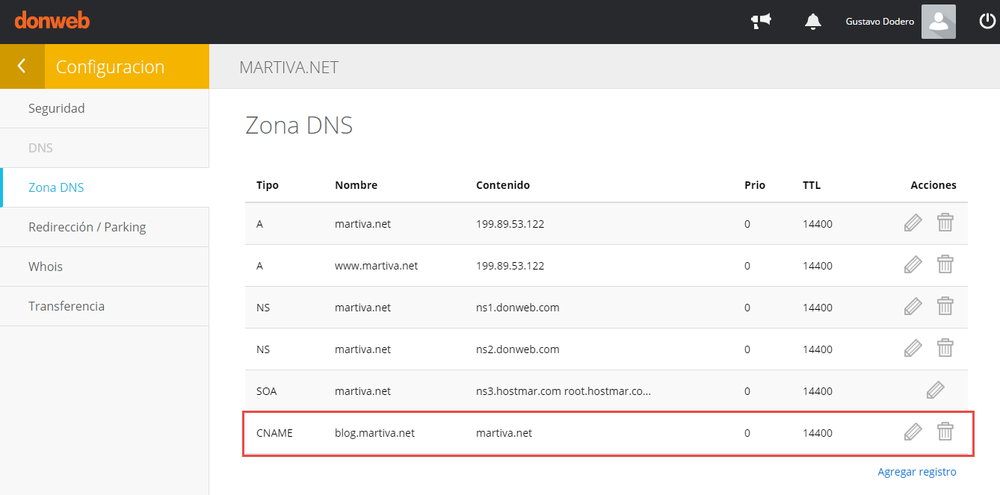 donweb
Gustavo Dodero
Configuracion
MARTIVA.NET
Seguridad
DNS
Zona DNS
Redirección / Parking
Whois
Transferencia
Zona DNS
Tipo Nombre Contenido Prio TTL Acciones
A martiva.net 199.89.53.122 0 14400
A www.martiva.net 199.89.53.122 0 14400
NS martiva.net ns1.donweb.com 0 14400
NS martiva.net ns2.donweb.com 0 14400
SOA martiva.net ns3.hostmar.com root.hostmar.co... 0 14400
CNAME blog.martiva.net martiva.net 0 14400
Agregar registro